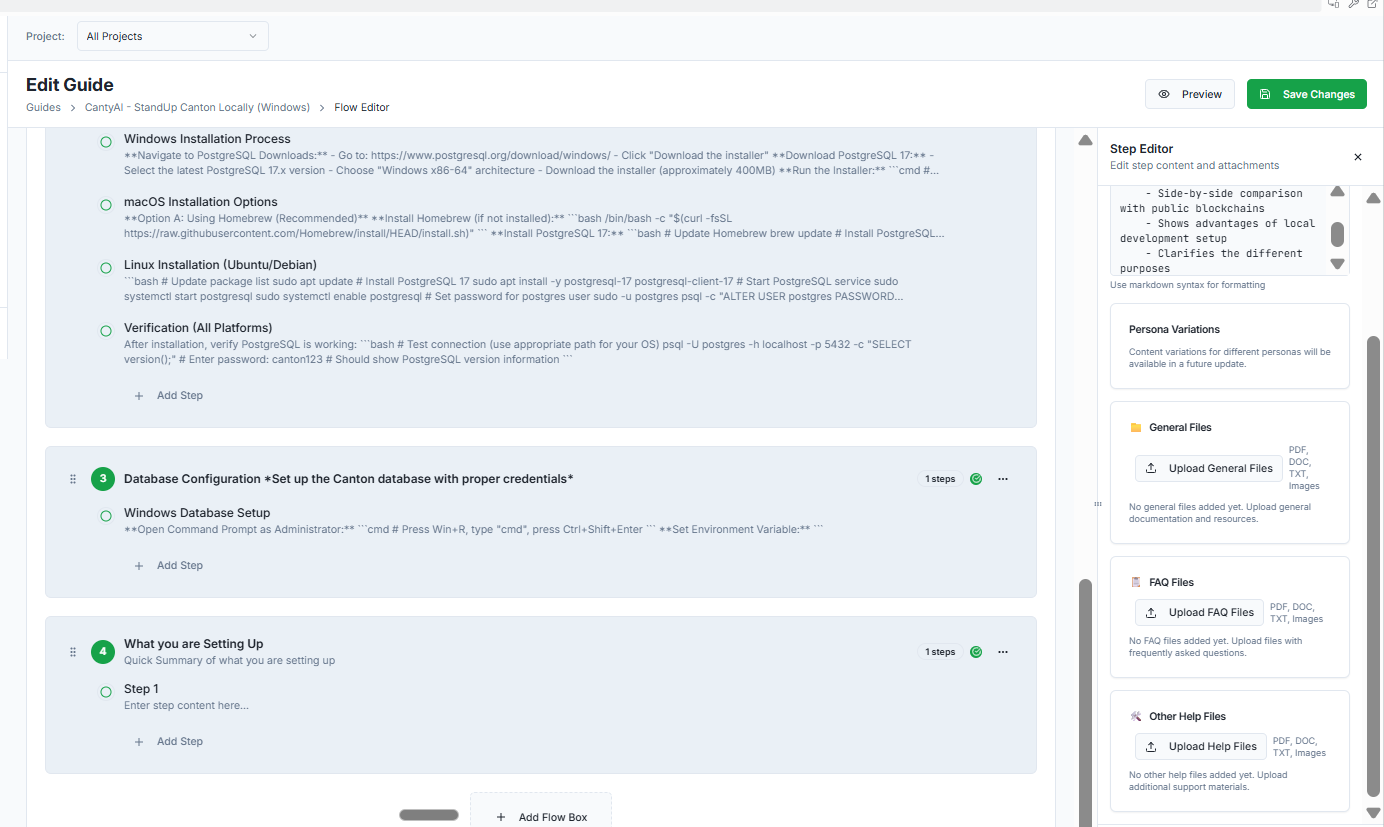 Project:
All Projects
Edit Guide
Guides > CantyAI - StandUp Canton Locally (Windows) > Flow Editor
Preview
Save Changes
Windows Installation Process
**Navigate to PostgreSQL Downloads:** - Go to: https://www.postgresql.org/download/windows/ - Click "Download the installer" **Download PostgreSQL 17:** -
Select the latest PostgreSQL 17.x version - Choose "Windows x86-64" architecture - Download the installer (approximately 400MB) **Run the Installer:** ```cmd #...
macOS Installation Options
**Option A: Using Homebrew (Recommended)** **Install Homebrew (if not installed):** ```bash /bin/bash -c "$(curl -fsSL
https://raw.githubusercontent.com/Homebrew/install/HEAD/install.sh)" ``` **Install PostgreSQL 17:** ```bash # Update Homebrew brew update # Install PostgreSQL...
Linux Installation (Ubuntu/Debian)
```bash # Update package list sudo apt update # Install PostgreSQL 17 sudo apt install -y postgresql-17 postgresql-client-17 # Start PostgreSQL service sudo
systemctl start postgresql sudo systemctl enable postgresql # Set password for postgres user sudo -u postgres psql -c "ALTER USER postgres PASSWORD...
Verification (All Platforms)
After installation, verify PostgreSQL is working: ```bash # Test connection (use appropriate path for your OS) psql -U postgres -h localhost -p 5432 -c "SELECT
version();" # Enter password: canton123 # Should show PostgreSQL version information ```
+ Add Step
3
Database Configuration *Set up the Canton database with proper credentials*
1 steps
Windows Database Setup
**Open Command Prompt as Administrator:** ```cmd # Press Win+R, type "cmd", press Ctrl+Shift+Enter ``` **Set Environment Variable:** ```
+ Add Step
4
What you are Setting Up
Quick Summary of what you are setting up
1 steps
Step 1
Enter step content here...
+ Add Step
+ Add Flow Box
Step Editor
Edit step content and attachments
- Side-by-side comparison
with public blockchains
- Shows advantages of local
development setup
- Clarifies the different
purposes
Use markdown syntax for formatting
Persona Variations
Content variations for different personas will be
available in a future update.
General Files
Upload General Files
PDF,
DOC,
TXT,
Images
No general files added yet. Upload general
documentation and resources.
FAQ Files
Upload FAQ Files
PDF, DOC,
TXT, Images
No FAQ files added yet. Upload files with
frequently asked questions.
Other Help Files
Upload Help Files
PDF, DOC,
TXT, Images
No other help files added yet. Upload
additional support materials.